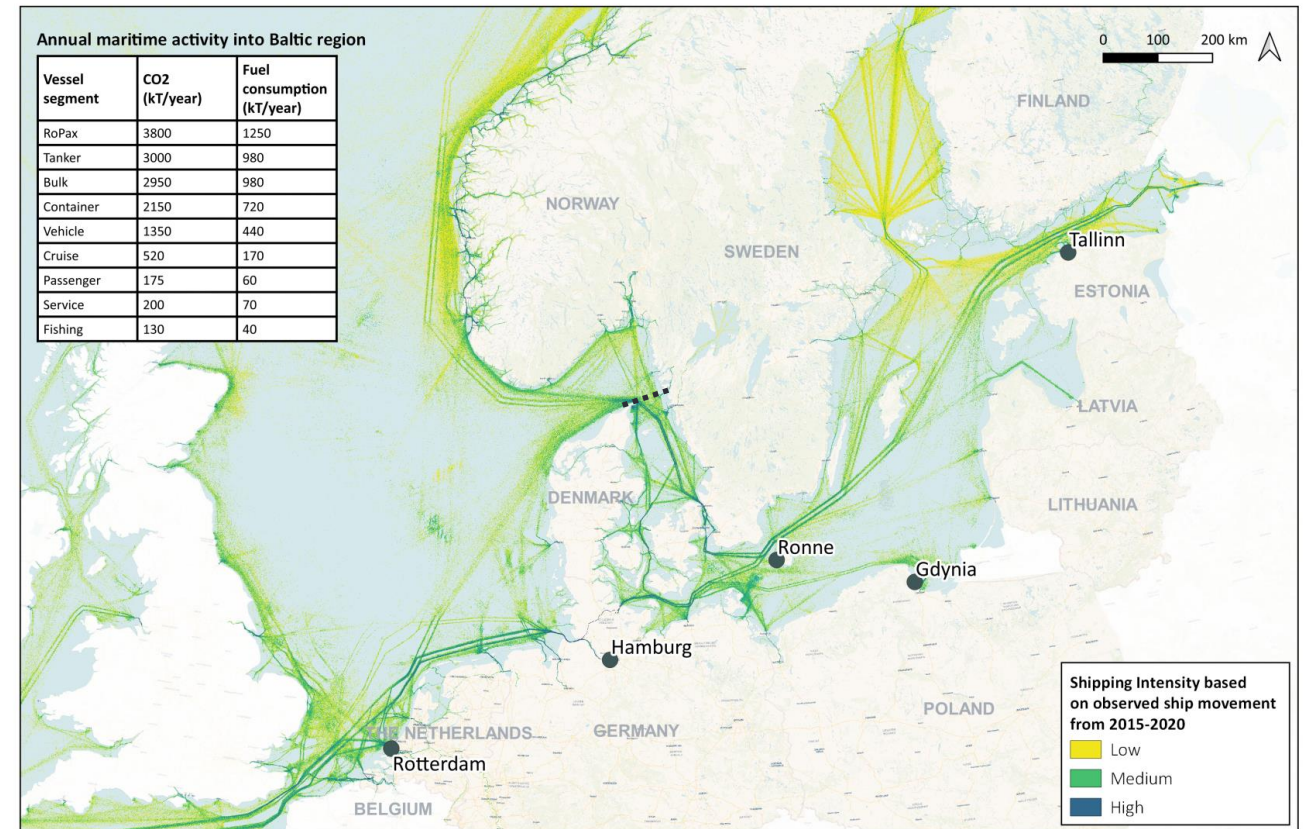 Annual maritime activity into Baltic region
Vessel segment CO2 (kT/year) Fuel consumption (kT/year)
RoPax 3800 1250
Tanker 3000 980
Bulk 2950 980
Container 2150 720
Vehicle 1350 440
Cruise 520 170
Passenger 175 60
Service 200 70
Fishing 130 40
0 100 200 km
FINLAND
NORWAY
SWEDEN
Tallinn
ESTONIA
LATVIA
DENMARK
LITHUANIA
Ronne
Gdynia
Hamburg
POLAND
THE NETHERLANDS
GERMANY
Rotterdam
BELGIUM
Shipping Intensity based
on observed ship movement
from 2015-2020
Low
Medium
High